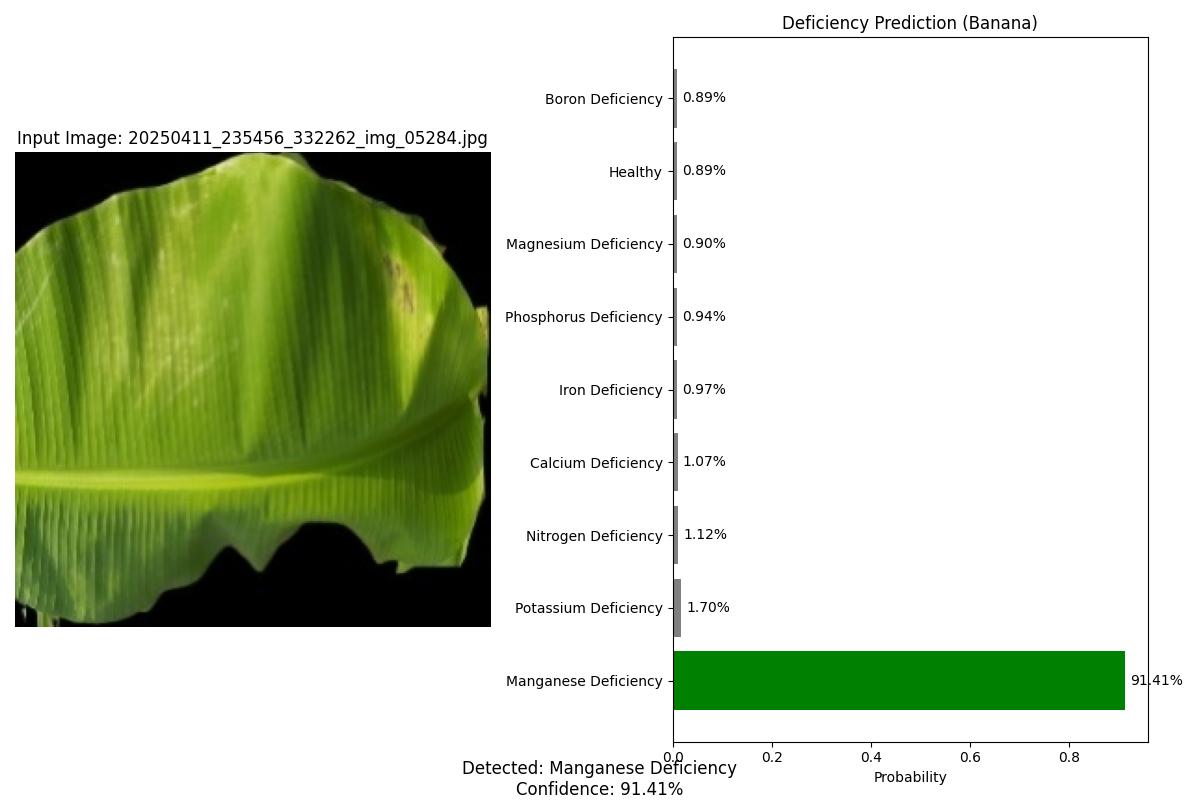 Deficiency Prediction (Banana)
Input Image: 20250411_235456_332262_img_05284.jpg
Boron Deficiency 0.89%
Healthy 0.89%
Magnesium Deficiency 0.90%
Phosphorus Deficiency 0.94%
Iron Deficiency 0.97%
Calcium Deficiency 1.07%
Nitrogen Deficiency 1.12%
Potassium Deficiency 1.70%
Manganese Deficiency 91.41%
0.0 0.2 0.4 0.6 0.8
Probability
Detected: Manganese Deficiency
Confidence: 91.41%